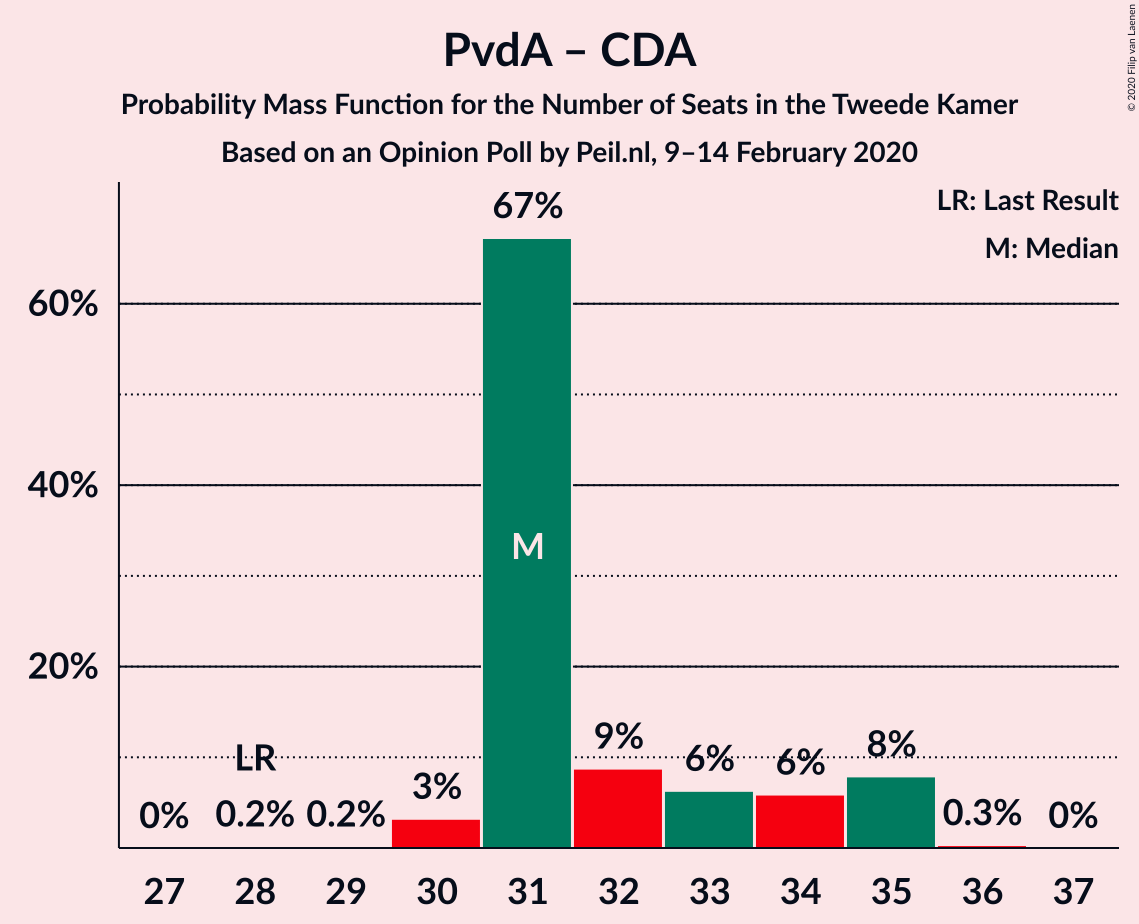 PvdA – CDA
Probability Mass Function for the Number of Seats in the Tweede Kamer
Based on an Opinion Poll by Peil.nl, 9–14 February 2020
© 2020 Filip van Laenen
LR: Last Result
M: Median
67%
60%
40%
M
20%
LR
9%
6%
6%
8%
3%
0%
0.2%
0.2%
0.3%
0%
27 28 29 30 31 32 33 34 35 36 37